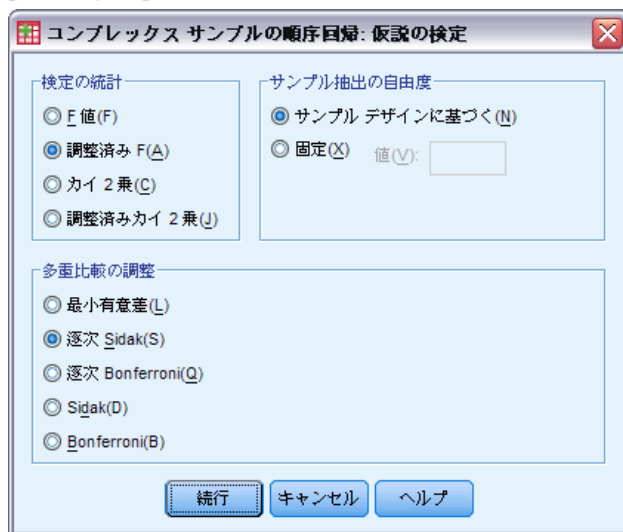 コンプレックス サンプルの順序回帰: 仮説の検定
検定の統計
F 値(F)
調整済み F(A)
カイ 2 乗(C)
調整済みカイ 2 乗(J)
サンプル抽出の自由度
サンプル デザインに基づく(N)
固定(X) 値(V):
多重比較の調整
最小有意差(L)
逐次 Sidak(S)
逐次 Bonferroni(Q)
Sidak(D)
Bonferroni(B)
続行 キャンセル ヘルプ